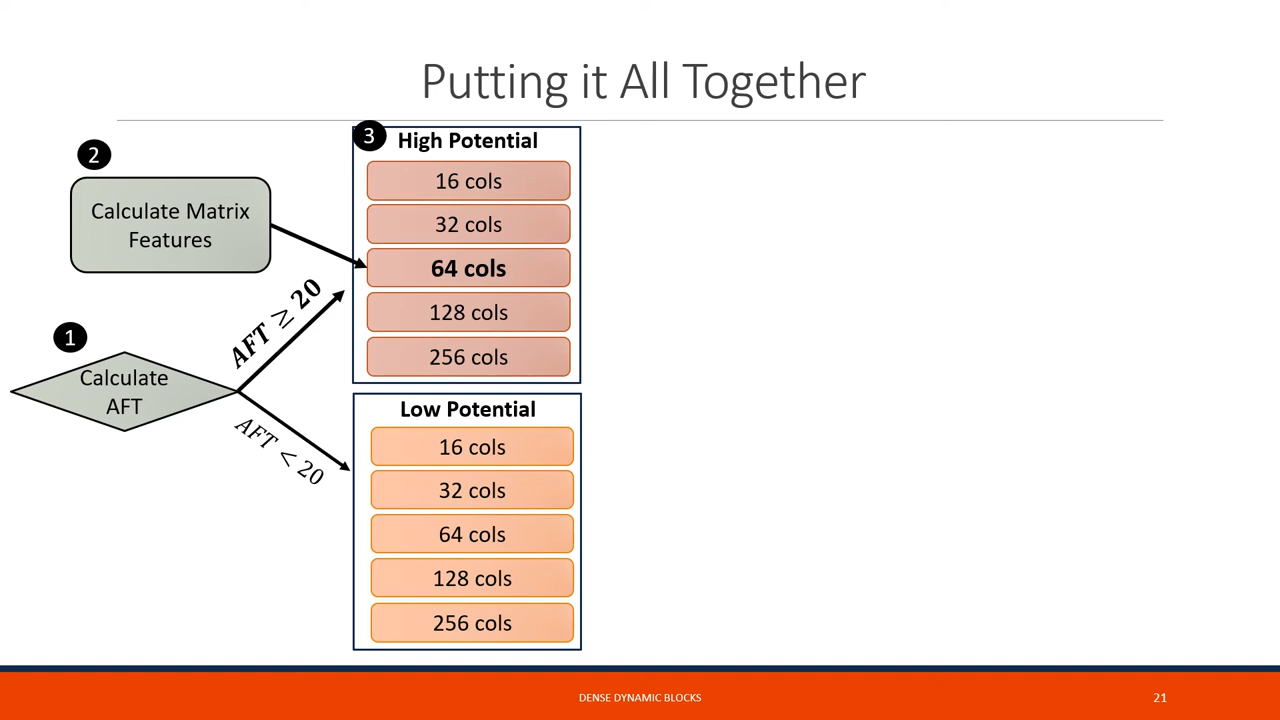 Putting it All Together
2
Calculate Matrix
Features
1
Calculate
AFT
AFT ≥ 20
AFT < 20
3
High Potential
16 cols
32 cols
64 cols
128 cols
256 cols
Low Potential
16 cols
32 cols
64 cols
128 cols
256 cols
DENSE DYNAMIC BLOCKS
21